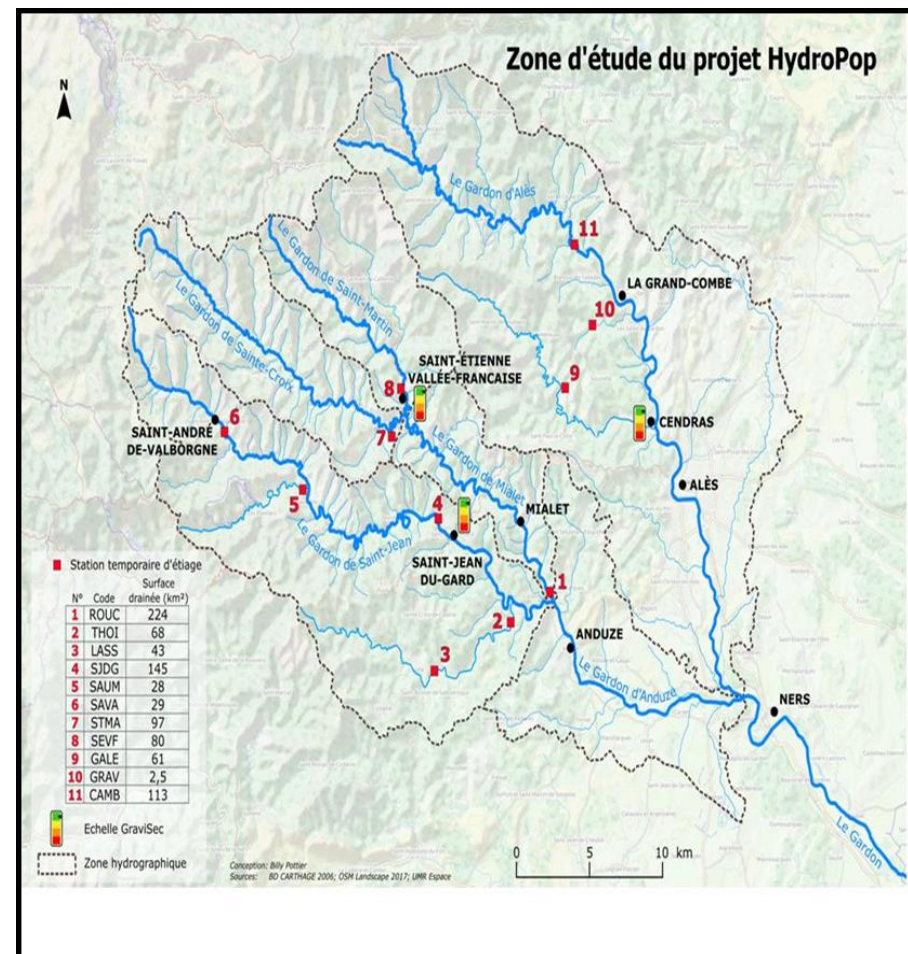 Zone d'étude du projet HydroPop
N
Le Gardon d'Alès
11
LA GRAND-COMBE
10
Le Gardon de Saint-Martin
Le Gardon de Sainte-Croix
9
SAINT-ÉTIENNE
VALLÉE-FRANCAISE
8
CENDRAS
6
SAINT-ANDRÉ
DE-VALBORGNE
7
Le Gardon de Mialet
ALÈS
5
4
MIALET
Le Gardon de Saint-Jean
SAINT-JEAN
DU-GARD
1
2
ANDUZE
3
Le Gardon d'Anduze
NERS
Le Gardon
Station temporaire d'étiage
N° Code Surface drainée (km²)
1 ROUC 224
2 THOI 68
3 LASS 43
4 SJDG 145
5 SAUM 28
6 SAVA 29
7 STMA 97
8 SEVF 80
9 GALE 61
10 GRAV 2,5
11 CAMB 113
Echelle GraviSec
Zone hydrographique
Conception: Billy Pottier
Sources: BD CARTHAGE 2006; OSM Landscape 2017; UMR Espace
0 5 10 km